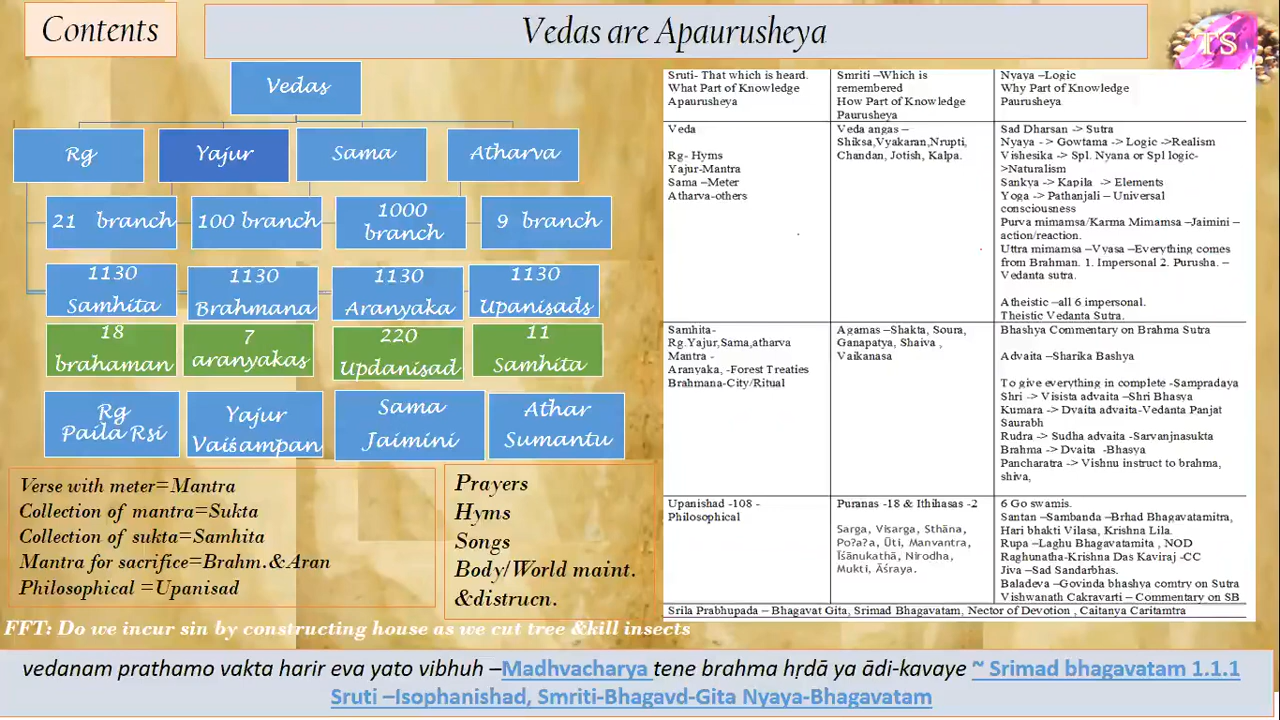 Contents
Vedas are Apaurusheya
TS
Vedas
Rg
Yajur
Sama
Atharva
21 branch
100 branch
1000
branch
9 branch
1130
Samhita
1130
Brahmana
1130
Aranyaka
1130
Upanisads
18
brahaman
7
aranyakas
220
Updanisad
11
Samhita
Rg
Paila Rsi
Yajur
Vaiśampan
Sama
Jaimini
Athar
Sumantu
Verse with meter=Mantra
Collection of mantra=Sukta
Collection of sukta=Samhita
Mantra for sacrifice=Brahm.&Aran
Philosophical =Upanisad
Prayers
Hyms
Songs
Body/World maint.
&distrucn.
FFT: Do we incur sin by constructing house as we cut tree &kill insects
Sruti- That which is heard.
What Part of Knowledge
Apaurusheya
Smriti –Which is
remembered
How Part of Knowledge
Paurusheya
Nyaya –Logic
Why Part of Knowledge
Paurusheya
Veda
Rg- Hyms
Yajur-Mantra
Sama –Meter
Atharva-others
Veda angas –
Shiksa,Vyakaran,Nrupti,
Chandan, Jotish, Kalpa.
Sad Dharsan -> Sutra
Nyaya - > Gowtama -> Logic ->Realism
Vishesika -> Spl. Nyana or Spl logic-
>Naturalism
Sankya -> Kapila -> Elements
Yoga -> Pathanjali – Universal
consciousness
Purva mimamsa/Karma Mimamsa –Jaimini –
action/reaction.
Uttra mimamsa –Vyasa –Everything comes
from Brahman. 1. Impersonal 2. Purusha. –
Vedanta sutra.
Atheistic –all 6 impersonal.
Theistic Vedanta Sutra.
Samhita-
Rg.Yajur,Sama,atharva
Mantra -
Aranyaka, -Forest Treaties
Brahmana-City/Ritual
Agamas –Shakta, Soura,
Ganapatya, Shaiva ,
Vaikanasa
Bhashya Commentary on Brahma Sutra
Advaita –Sharika Bashya
To give everything in complete -Sampradaya
Shri -> Visista advaita –Shri Bhasya
Kumara -> Dvaita advaita-Vedanta Panjat
Saurabh
Rudra -> Sudha advaita -Sarvanjnasukta
Brahma -> Dvaita -Bhasya
Pancharatra -> Vishnu instruct to brahma,
shiva,
Upanishad -108 -
Philosophical
Puranas -18 & Ithihasas -2
Sarga, Visarga, Sthāna,
Po?a?a, Ūti, Manvantra,
Īśānukathā, Nirodha,
Mukti, Āśraya.
6 Go swamis.
Santan –Sambanda –Brhad Bhagavatamitra,
Hari bhakti Vilasa, Krishna Lila.
Rupa –Laghu Bhagavatamita , NOD
Raghunatha-Krishna Das Kaviraj -CC
Jiva –Sad Sandarbhas.
Baladeva –Govinda bhashya comtry on Sutra
Vishwanath Cakravarti – Commentary on SB
Srila Prabhupada – Bhagavat Gita, Srimad Bhagavatam, Nector of Devotion , Caitanya Caritamtra
vedanam prathamo vakta harir eva yato vibhuh –Madhvacharya tene brahma hṛdā ya ādi-kavaye ~ Srimad bhagavatam 1.1.1
Sruti –Isophanishad, Smriti-Bhagavd-Gita Nyaya-Bhagavatam